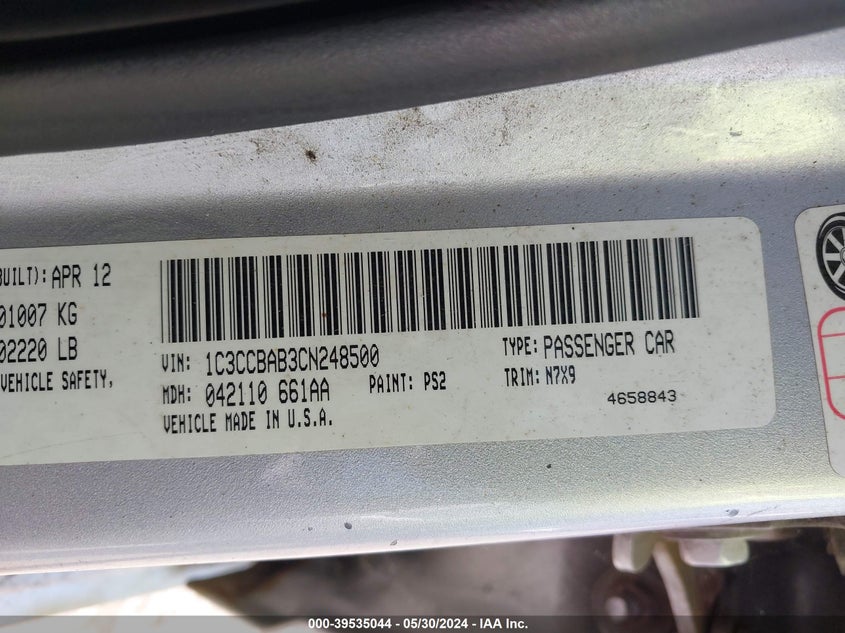 BUILT): APR 12
01007 KG
02220 LB
VEHICLE SAFETY,
VIN: 1C3CCBAB3CN248500 TYPE: PASSENGER CAR
MDH: 042110 661AA PAINT: PS2 TRIM: N7X9
VEHICLE MADE IN U.S.A. 4658843
000-39535044 / 05/30/2024 - IAA Inc.